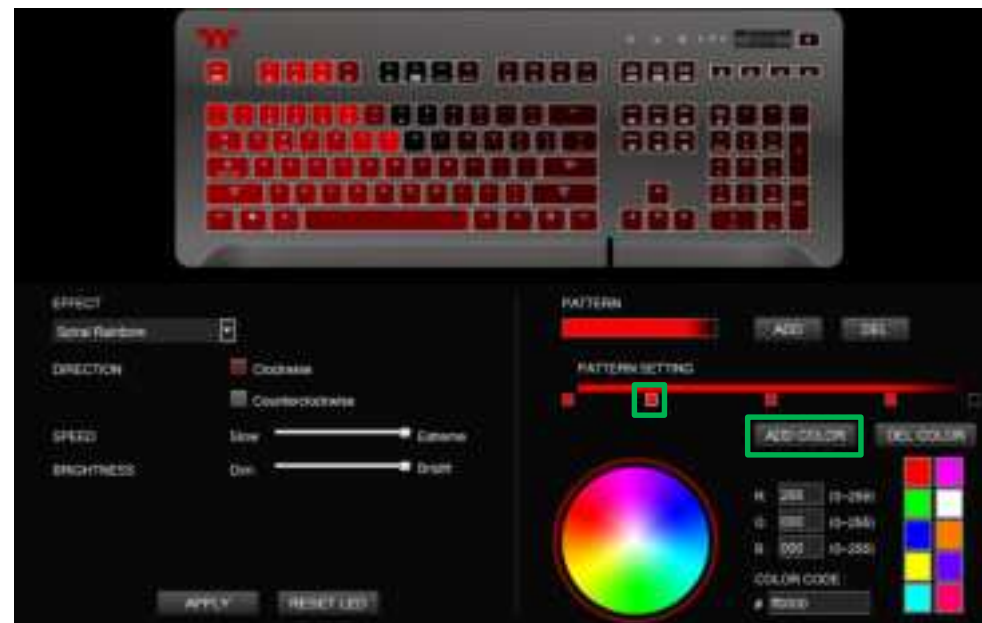 EFFECT
Spiral Rainbow
DIRECTION
Clockwise
Counterclockwise
SPEED
Slow
Extreme
BRIGHTNESS
Dim
Bright
APPLY
RESET LED
PATTERN
ADD
DEL
PATTERN SETTING
ADD COLOR
DEL COLOR
R 255 (0~255)
G 000 (0~255)
B 000 (0~255)
COLOR CODE
# ff0000